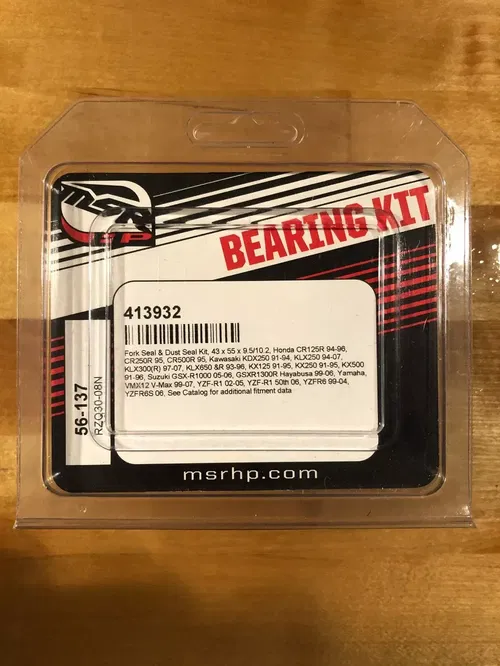 MSR
HP
BEARING KIT
413932
Fork Seal & Dust Seal Kit, 43 x 55 x 9.5/10.2, Honda CR125R 94-96,
CR250R 95, CR500R 95, Kawasaki KDX250 91-94, KLX250 94-07,
KLX300(R) 97-07, KLX650 &R 93-96, KX125 91-95, KX250 91-95, KX500
91-96, Suzuki GSX-R1000 05-06, GSXR1300R Hayabusa 99-06, Yamaha,
VMX12 V-Max 99-07, YZF-R1 02-05, YZF-R1 50th 06, YZFR6 99-04,
YZFR6S 06, See Catalog for additional fitment data
56-137
RZQ30-08N
msrhp.com